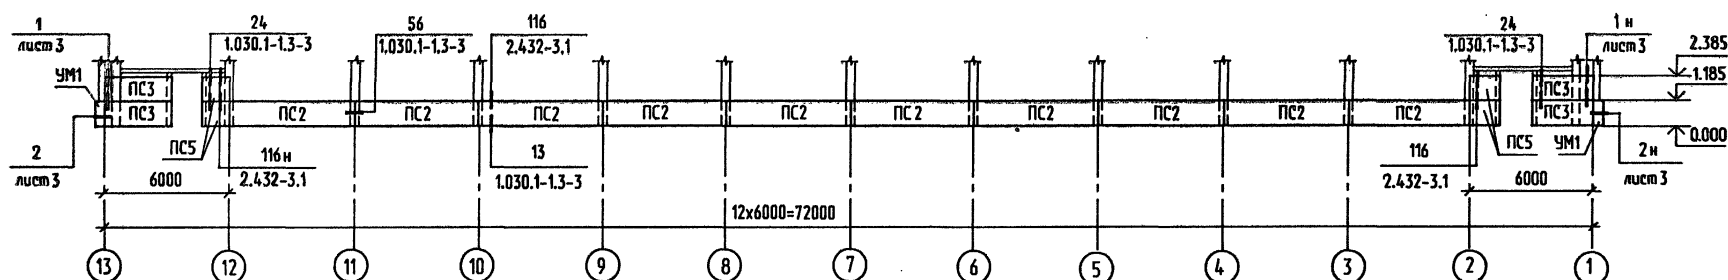 1
лист 3
24
1.030.1-1.3-3
56
1.030.1-1.3-3
116
2.432-3.1
24
1.030.1-1.3-3
1н
лист 3
2.385
1.185
0.000
УМ1
ПС3
ПС3
ПС2
ПС2
ПС2
ПС2
ПС2
ПС2
ПС2
ПС2
ПС2
ПС2
ПС3
ПС3
2
лист 3
ПС5
116н
2.432-3.1
13
1.030.1-1.3-3
116
2.432-3.1
ПС5
УМ1
2н
лист 3
6000
6000
12х6000=72000
13
12
11
10
9
8
7
6
5
4
3
2
1